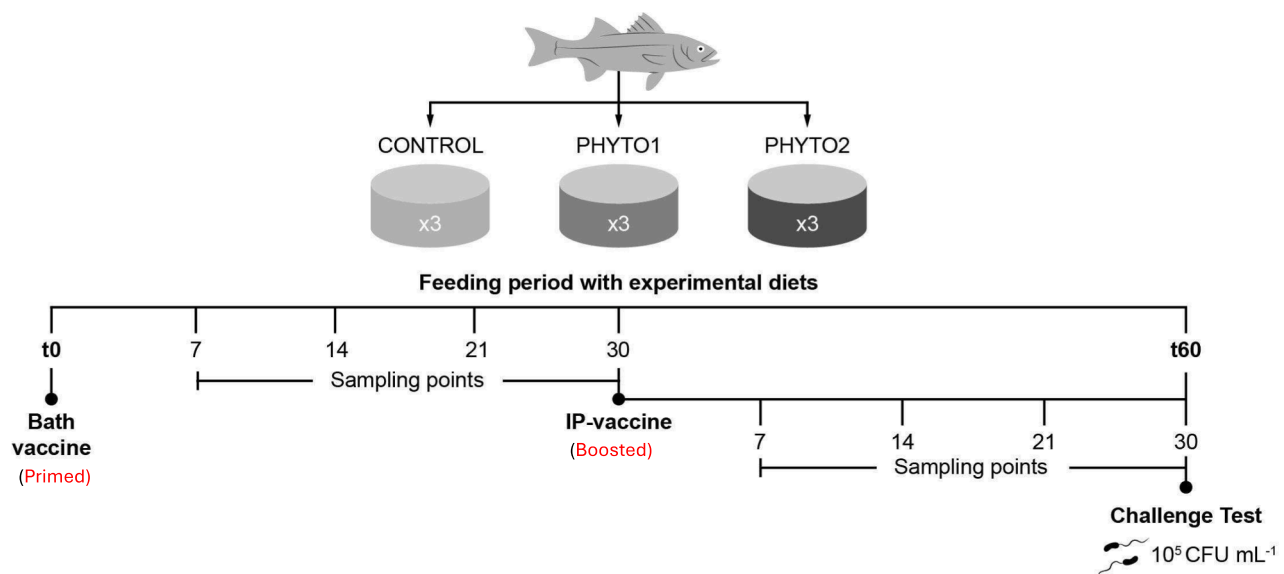 CONTROL PHYTO1 PHYTO2
x3 x3 x3
Feeding period with experimental diets
t0 7 14 21 30 t60
Sampling points
Bath
vaccine
(Primed)
IP-vaccine
(Boosted)
7 14 21 30
Sampling points
Challenge Test
10⁵ CFU mL⁻¹